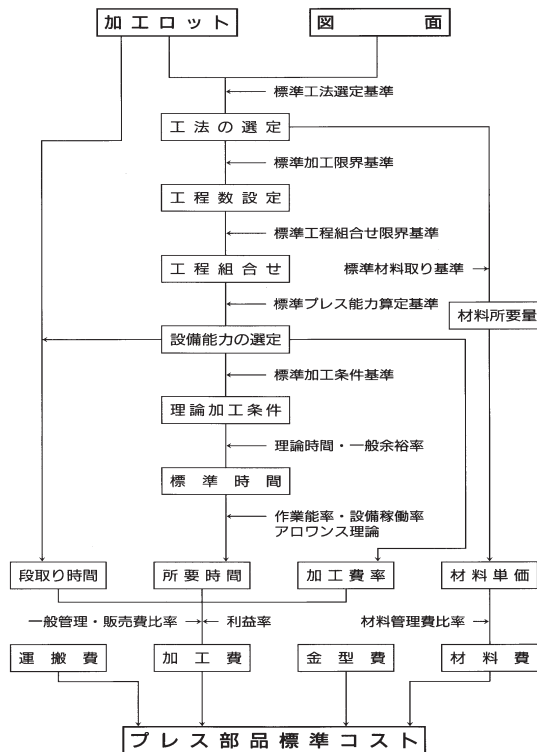 加工ロット
図面
標準工法選定基準
工法の選定
標準加工限界基準
工程数設定
標準工程組合せ限界基準
工程組合せ
標準材料取り基準
標準プレス能力算定基準
材料所要量
設備能力の選定
標準加工条件基準
理論加工条件
理論時間・一般余裕率
標準時間
作業能率・設備稼働率
アロワンス理論
段取り時間
所要時間
加工費率
材料単価
一般管理・販売費比率
利益率
材料管理費比率
運搬費
加工費
金型費
材料費
プレス部品標準コスト